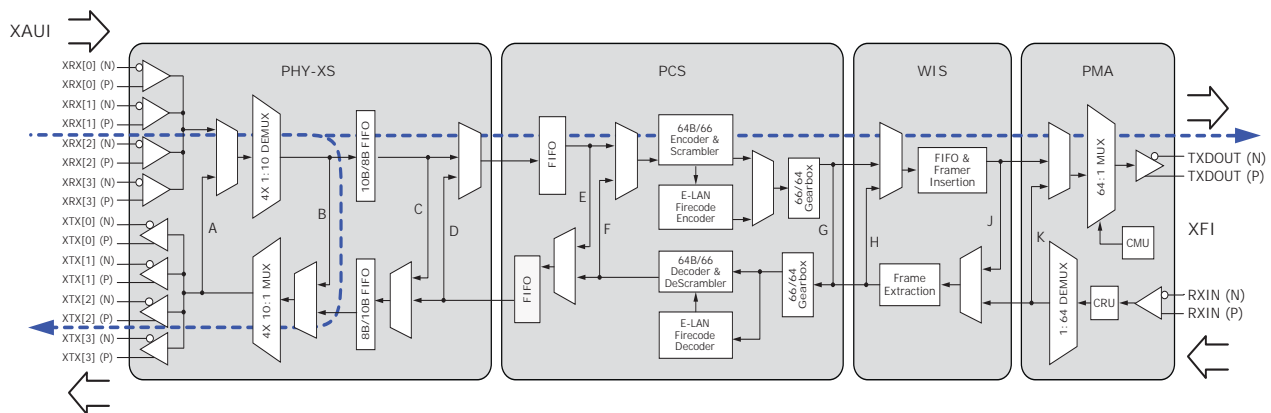 XAUI
PHY-XS
PCS
WIS
PMA
XRX[0] (N)
XRX[0] (P)
XRX[1] (N)
XRX[1] (P)
XRX[2] (N)
XRX[2] (P)
XRX[3] (N)
XRX[3] (P)
XTX[0] (N)
XTX[0] (P)
XTX[1] (N)
XTX[1] (P)
XTX[2] (N)
XTX[2] (P)
XTX[3] (N)
XTX[3] (P)
A
4X 1:10 DEMUX
4X 10:1 MUX
B
10B/8B FIFO
8B/10B FIFO
C
D
FIFO
FIFO
E
F
64B/66
Encoder &
Scrambler
E-LAN
Firecode
Encoder
66/64
Gearbox
64B/66
Decoder &
DeScrambler
E-LAN
Firecode
Decoder
66/64
Gearbox
G
H
FIFO &
Framer
Insertion
Frame
Extraction
J
K
64:1 MUX
CMU
1:64 DEMUX
CRU
TXDOUT (N)
TXDOUT (P)
XFI
RXIN (N)
RXIN (P)